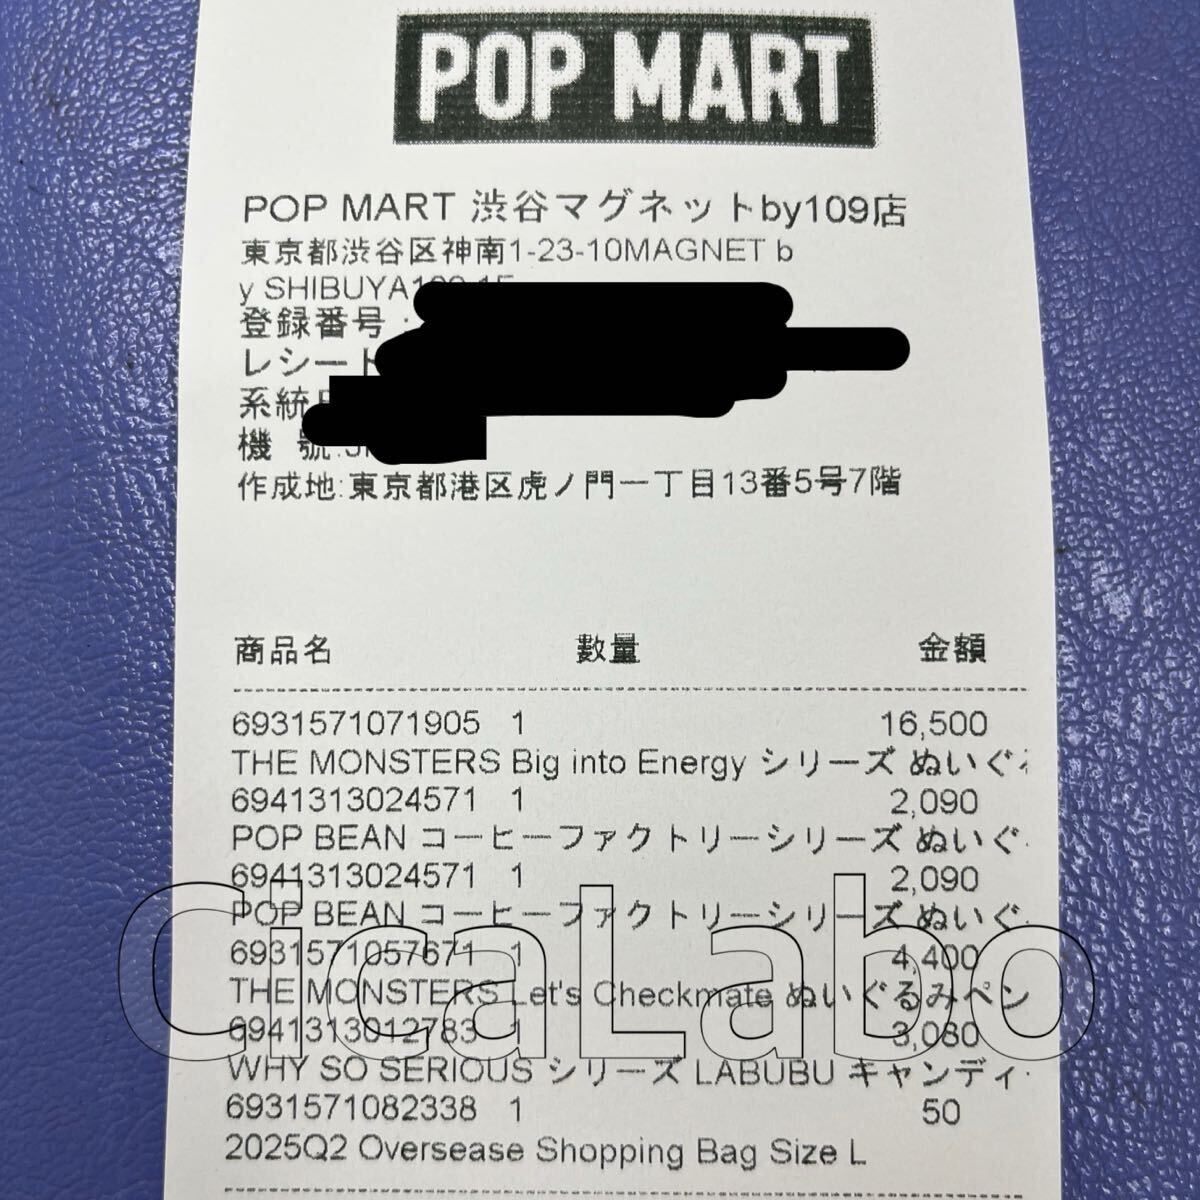 POP MART
POP MART 渋谷マグネットby109店
東京都渋谷区神南1-23-10MAGNET b
y SHIBUYA109
登録番号:
レシート
系統
機 號:
作成地:東京都港区虎ノ門一丁目13番5号7階
商品名 數量 金額
6931571071905 1 16,500
THE MONSTERS Big into Energy シリーズ ぬいぐる
6941313024571 1 2,090
POP BEAN コーヒーファクトリーシリーズ ぬいぐ
6941313024571 1 2,090
POP BEAN コーヒーファクトリーシリーズ ぬいぐ
6931571057671 1 4,400
THE MONSTERS Let's Checkmate ぬいぐるみペン
6941313012783 1 3,080
WHY SO SERIOUS シリーズ LABUBU キャンディ
6931571082338 1 50
2025Q2 Oversease Shopping Bag Size L
CicaLabo